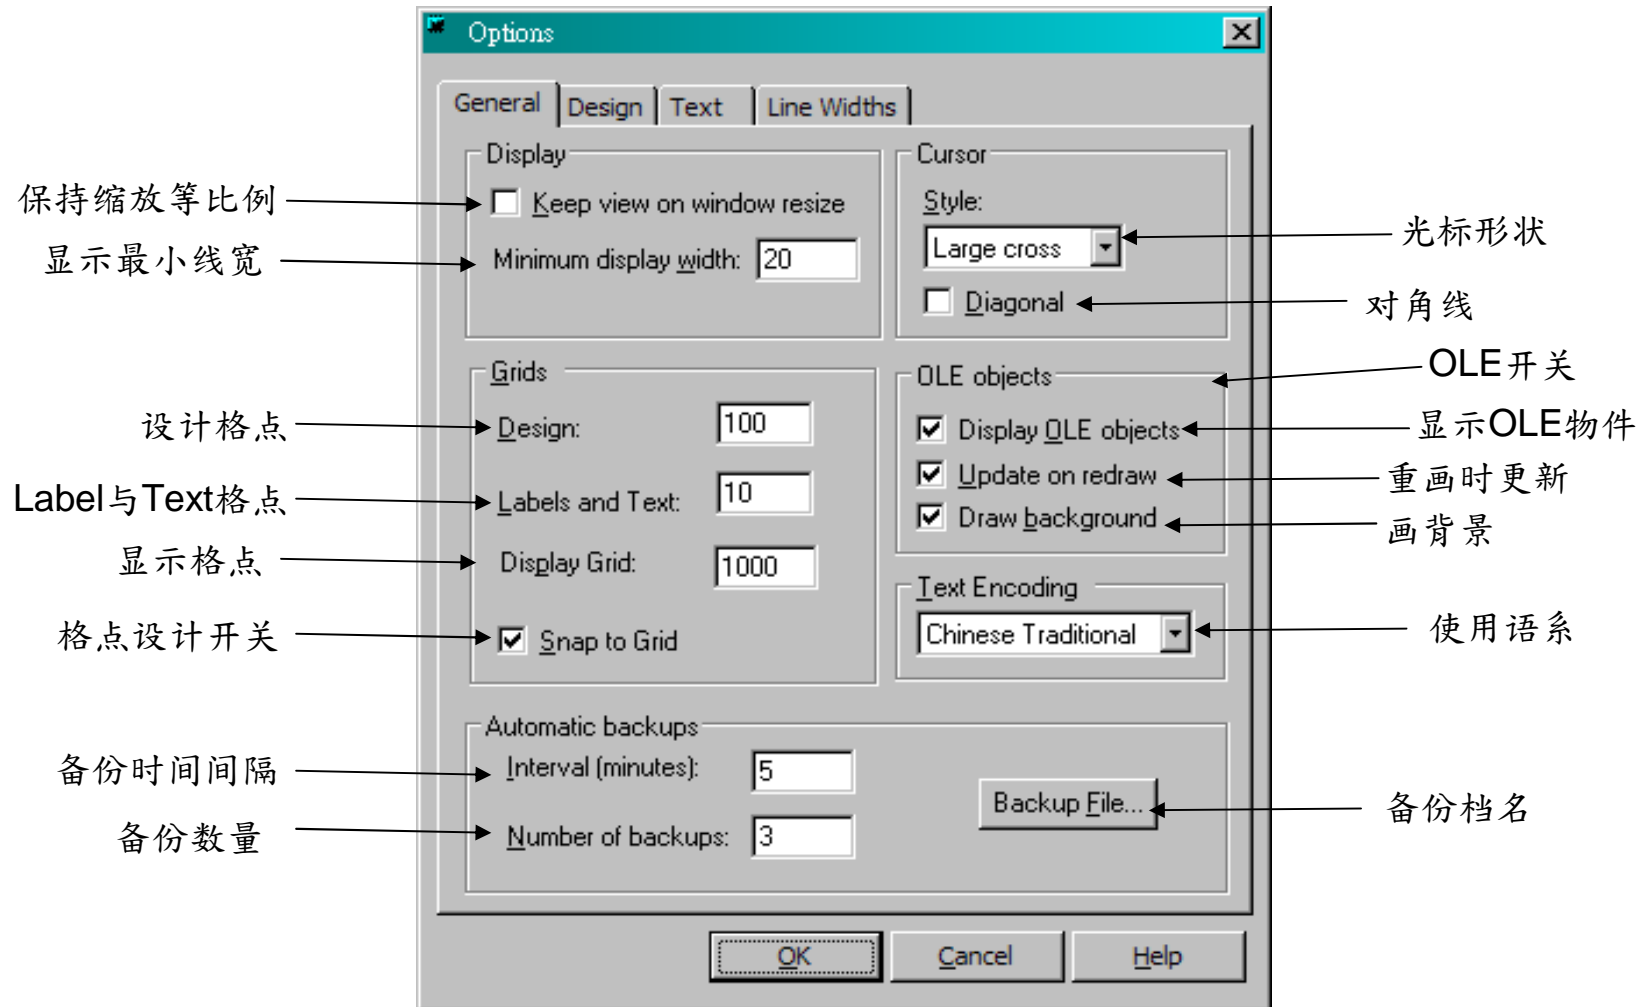 Options
General Design Text Line Widths
Display
保持缩放等比例
Keep view on window resize
显示最小线宽
Minimum display width: 20
Cursor
Style:
Large cross
光标形状
Diagonal
对角线
Grids
设计格点
Design: 100
Label与Text格点
Labels and Text: 10
显示格点
Display Grid: 1000
格点设计开关
Snap to Grid
OLE objects
OLE开关
Display OLE objects
显示OLE物件
Update on redraw
重画时更新
Draw background
画背景
Text Encoding
Chinese Traditional
使用语系
Automatic backups
备份时间间隔
Interval (minutes): 5
备份数量
Number of backups: 3
Backup File...
备份档名
OK Cancel Help